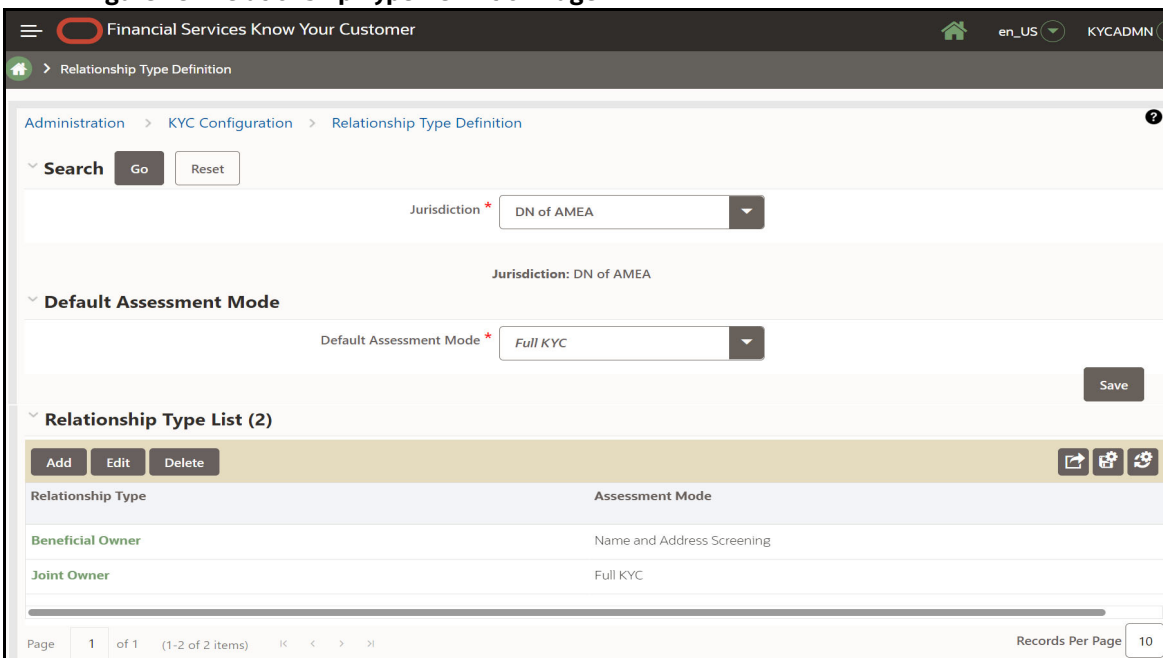 Financial Services Know Your Customer
en_US
KYCADMN
> Relationship Type Definition
Administration > KYC Configuration > Relationship Type Definition
?
Search Go Reset
Jurisdiction * DN of AMEA
Jurisdiction: DN of AMEA
Default Assessment Mode
Default Assessment Mode * Full KYC
Save
Relationship Type List (2)
Add Edit Delete
Relationship Type Assessment Mode
Beneficial Owner Name and Address Screening
Joint Owner Full KYC
Page 1 of 1 (1-2 of 2 items)
Records Per Page 10